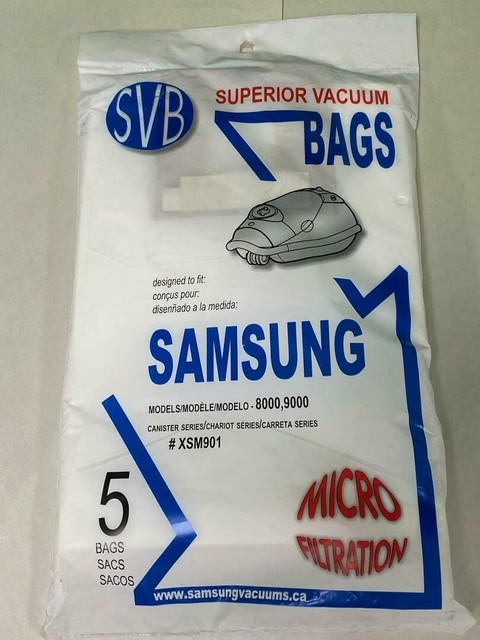 SVB
SUPERIOR VACUUM
BAGS
designed to fit:
conçus pour:
disenñado a la medida:
SAMSUNG
MODELS/MODÈLE/MODELO - 8000,9000
CANISTER SERIES/CHARIOT SÉRIES/CARRETA SERIES
# XSM901
5
BAGS
SACS
SACOS
MICRO
FILTRATION
www.samsungvacuums.ca